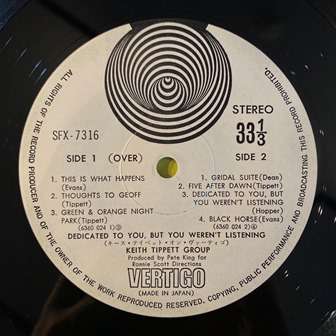 ALL RIGHTS OF THE RECORD PRODUCER AND OF THE OWNER OF THE WORK REPRODUCED RESERVED. COPYING, PUBLIC PERFORMANCE AND BROADCASTING OF THIS RECORD PROHIBITED.
STEREO
SFX-7316
33 1/3
SIDE 1 (OVER)
SIDE 2
1. THIS IS WHAT HAPPENS
(Evans)
2. THOUGHTS TO GEOFF
(Tippett)
3. GREEN & ORANGE NIGHT
PARK(Tippett)
(6360 024 1)③
1. GRIDAL SUITE(Dean)
2. FIVE AFTER DAWN(Tippett)
3. DEDICATED TO YOU, BUT
YOU WEREN'T LISTENING
(Hopper)
4. BLACK HORSE(Evans)
(6360 024 2)④
DEDICATED TO YOU, BUT YOU WEREN'T LISTENING
(キース・テイペット・オン・ヴァーティゴ)
KEITH TIPPETT GROUP
Produced by Pete King for
Ronnie Scott Directions
VERTIGO
(MADE IN JAPAN)